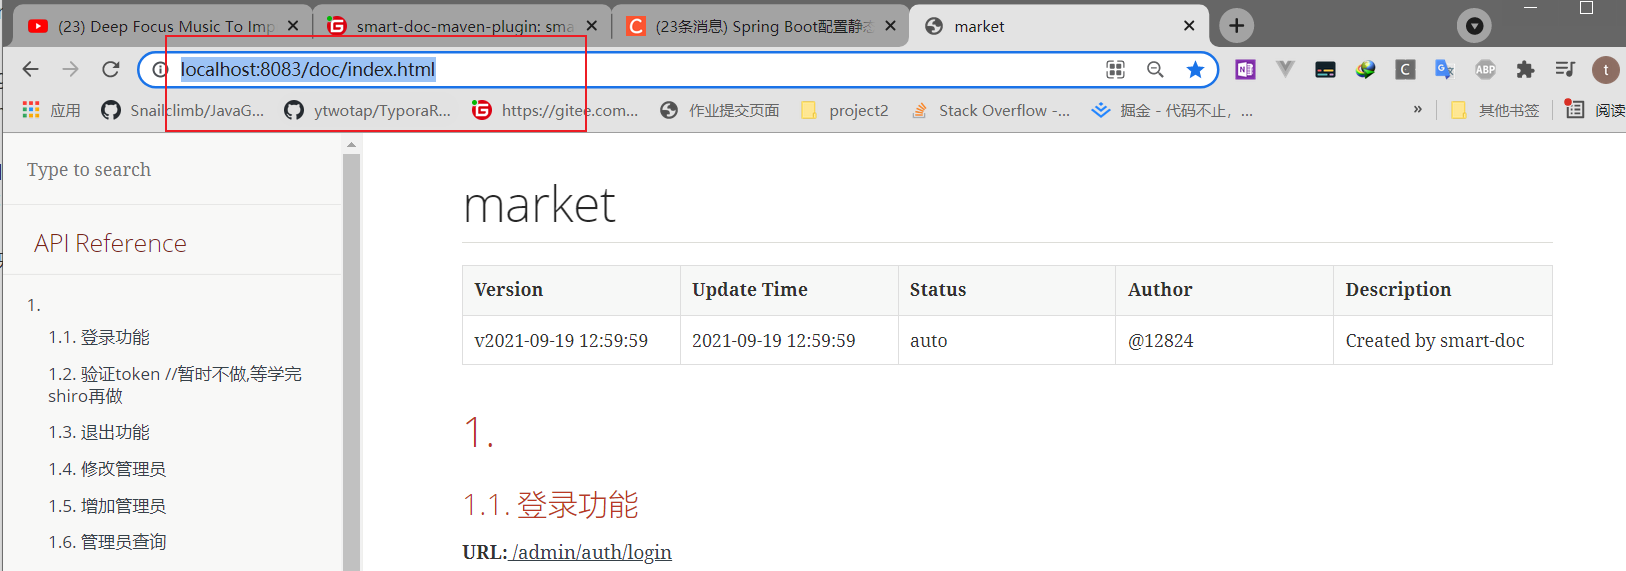 (23) Deep Focus Music To Imp
smart-doc-maven-plugin: sma
C (23条消息) Spring Boot配置静态
market
localhost:8083/doc/index.html
C
ABP
t
应用
Snailclimb/JavaG...
ytwotap/TyporaR...
https://gitee.com...
作业提交页面
project2
Stack Overflow -...
掘金 - 代码不止, ...
»
其他书签
阅读
Type to search
API Reference
1.
1.1. 登录功能
1.2. 验证token //暂时不做,等学完
shiro再做
1.3. 退出功能
1.4. 修改管理员
1.5. 增加管理员
1.6. 管理员查询
market
Version Update Time Status Author Description
v2021-09-19 12:59:59 2021-09-19 12:59:59 auto @12824 Created by smart-doc
1.
1.1. 登录功能
URL: /admin/auth/login